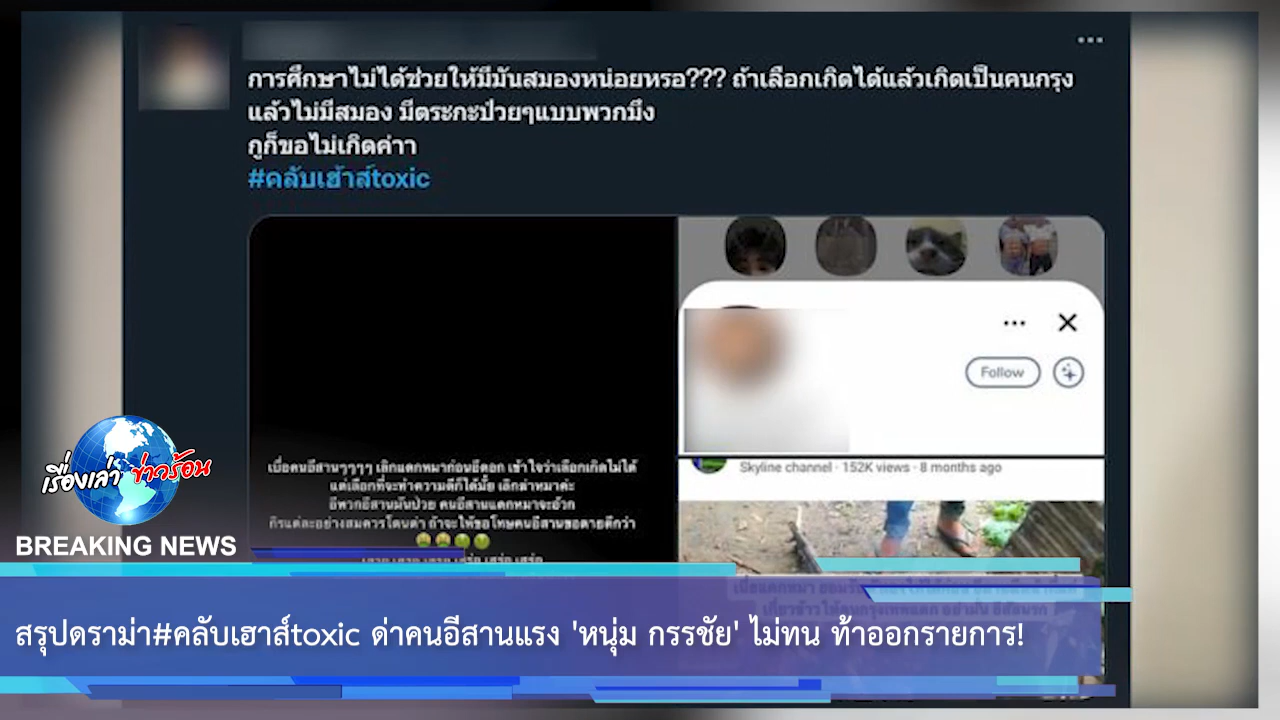 การศึกษาไม่ได้ช่วยให้มีมันสมองหน่อยหรอ??? ถ้าเลือกเกิดได้แล้วเกิดเป็นคนกรุง
แล้วไม่มีสมอง มีตระกะป่วยๆแบบพวกมึง
กูก็ขอไม่เกิดค่าา
#คลับเฮ้าส์toxic
Follow
Skyline channel · 152K views · 8 months ago
เบื่อคนอีสานๆๆๆๆ เลิกแดกหมาก่อนอีดอก เข้าใจว่าเลือกเกิดไม่ได้
แต่เลือกที่จะทำความดีก็ได้มั้ย เลิกล่าหมาค่ะ
อีพวกอีสานมันป่วย คนอีสานแดกหมาจะอ้วก
กิริแต่ละอย่างสมควรโดนด่า ถ้าจะให้ขอโทษคนอีสานขอตายดีกว่า
เรื่องเล่า ข่าวร้อน
BREAKING NEWS
สรุปดราม่า#คลับเฮาส์toxic ด่าคนอีสานแรง 'หนุ่ม กรรชัย' ไม่ทน ท้าออกรายการ!